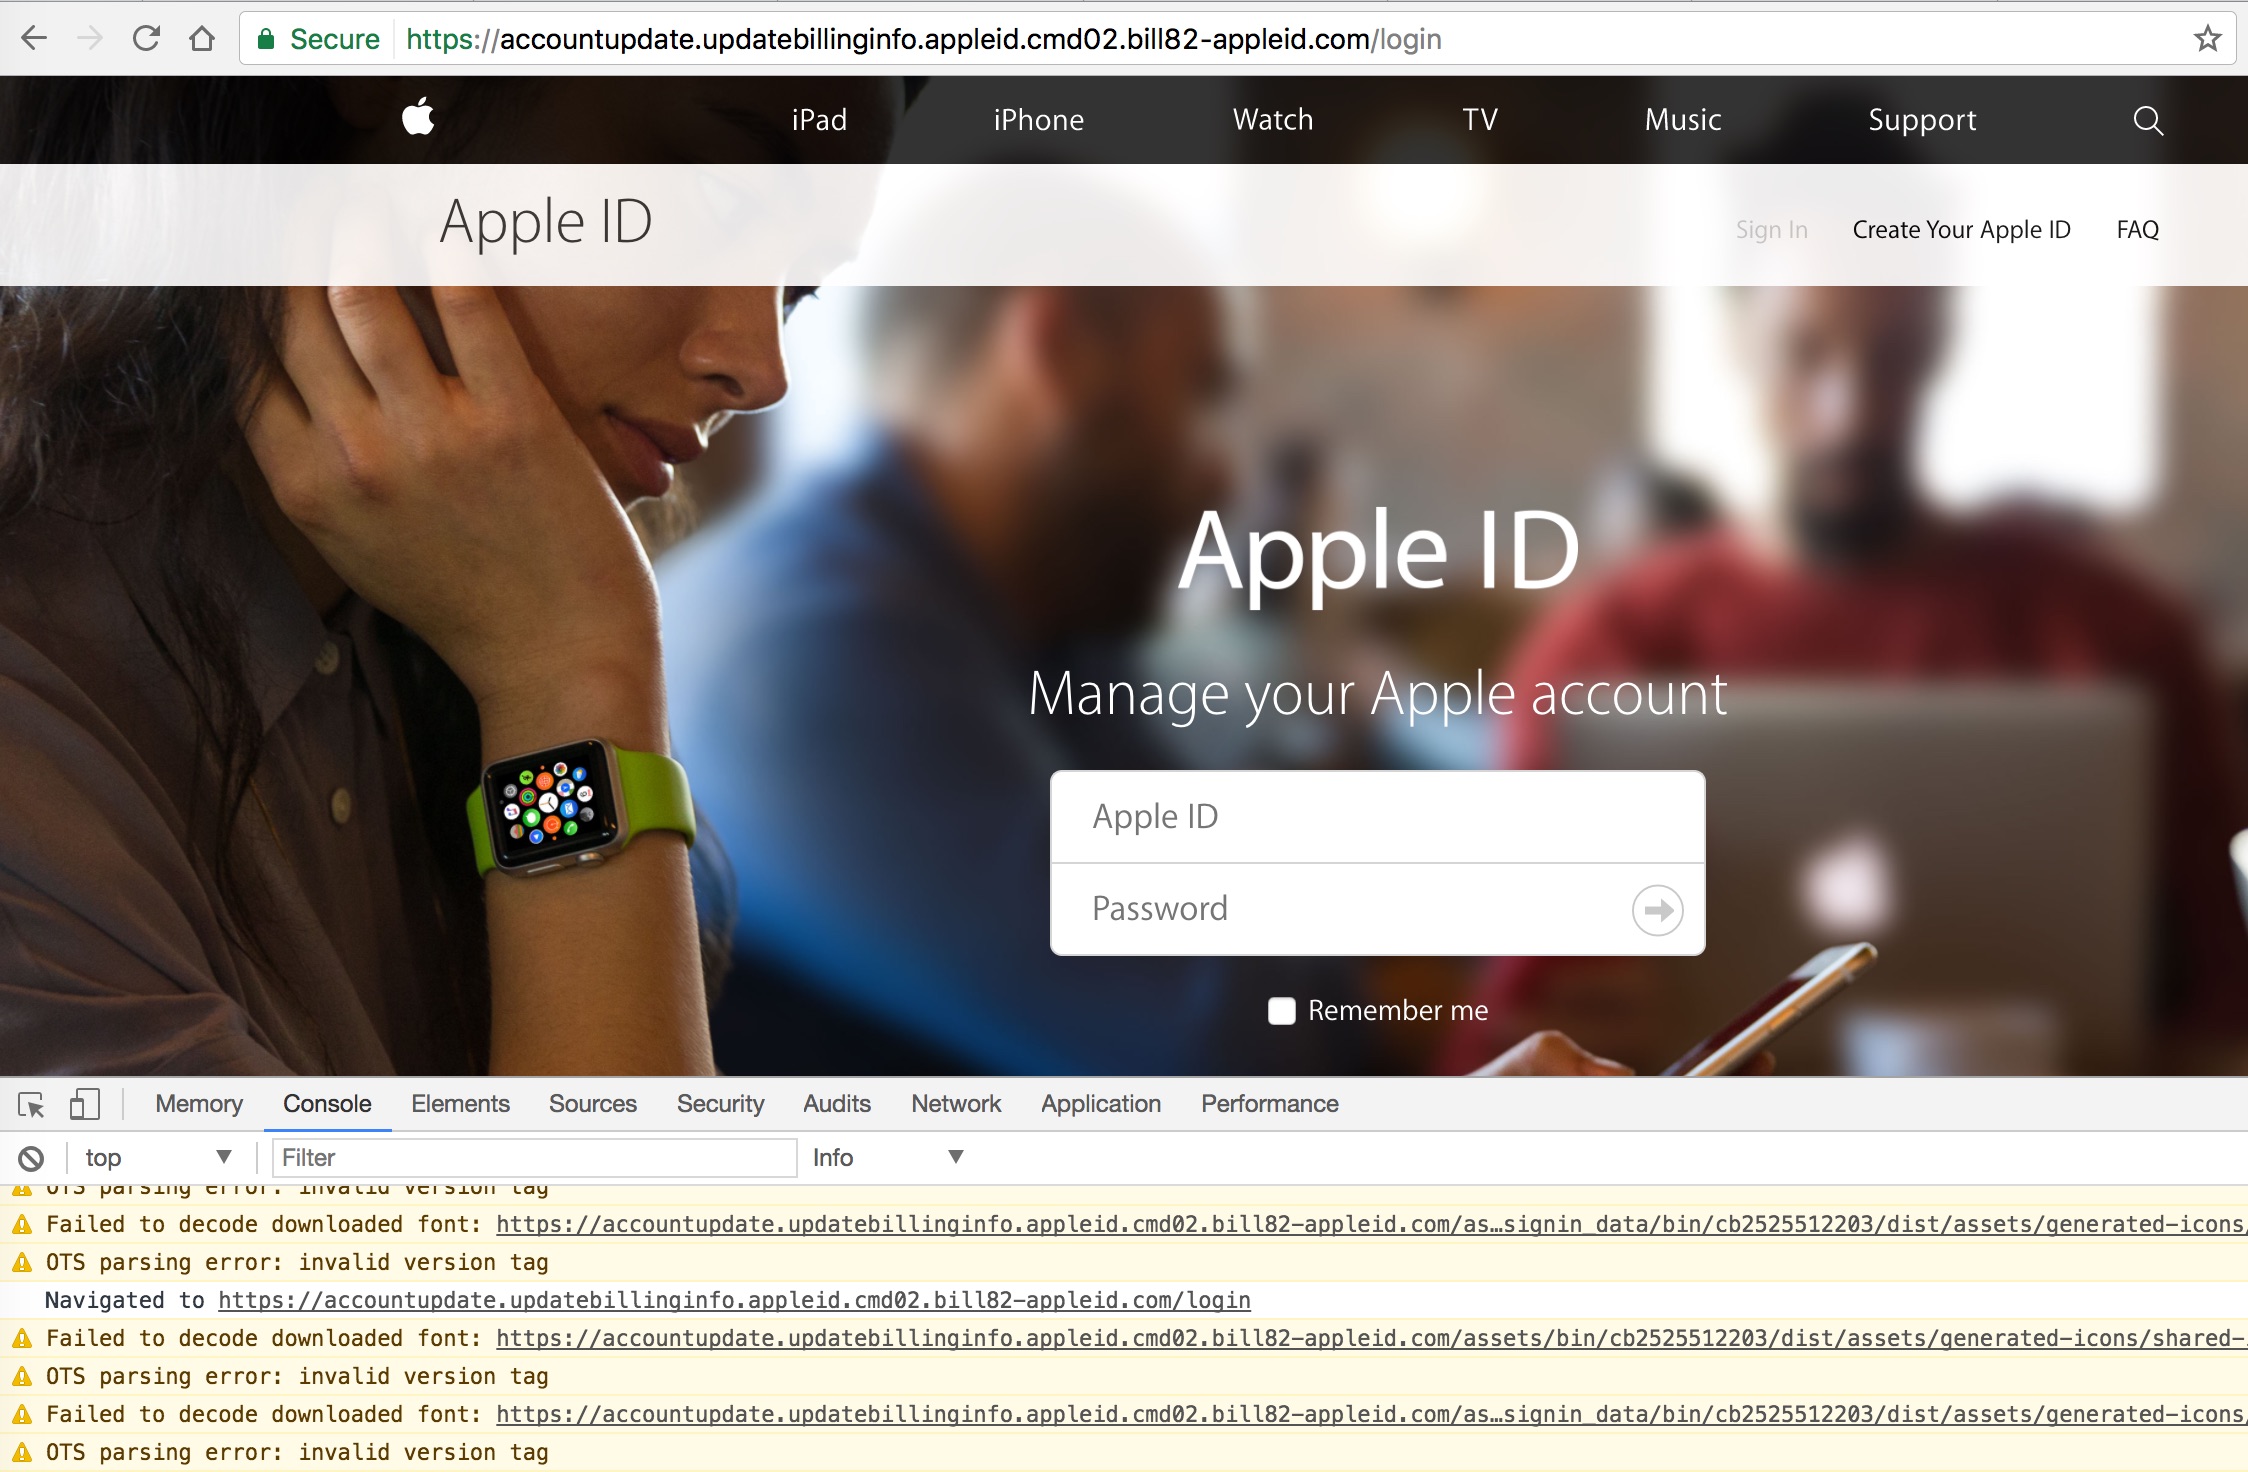 Secure https://accountupdate.updatebillinginfo.appleid.cmd02.bill82-appleid.com/login
iPad iPhone Watch TV Music Support
Apple ID Sign In Create Your Apple ID FAQ
Apple ID
Manage your Apple account
Apple ID
Password
Remember me
Memory Console Elements Sources Security Audits Network Application Performance
top Filter Info
OTS parsing error: invalid version tag
Failed to decode downloaded font: https://accountupdate.updatebillinginfo.appleid.cmd02.bill82-appleid.com/as…signin_data/bin/cb2525512203/dist/assets/generated-icons/
OTS parsing error: invalid version tag
Navigated to https://accountupdate.updatebillinginfo.appleid.cmd02.bill82-appleid.com/login
Failed to decode downloaded font: https://accountupdate.updatebillinginfo.appleid.cmd02.bill82-appleid.com/assets/bin/cb2525512203/dist/assets/generated-icons/shared-
OTS parsing error: invalid version tag
Failed to decode downloaded font: https://accountupdate.updatebillinginfo.appleid.cmd02.bill82-appleid.com/as…signin_data/bin/cb2525512203/dist/assets/generated-icons/
OTS parsing error: invalid version tag